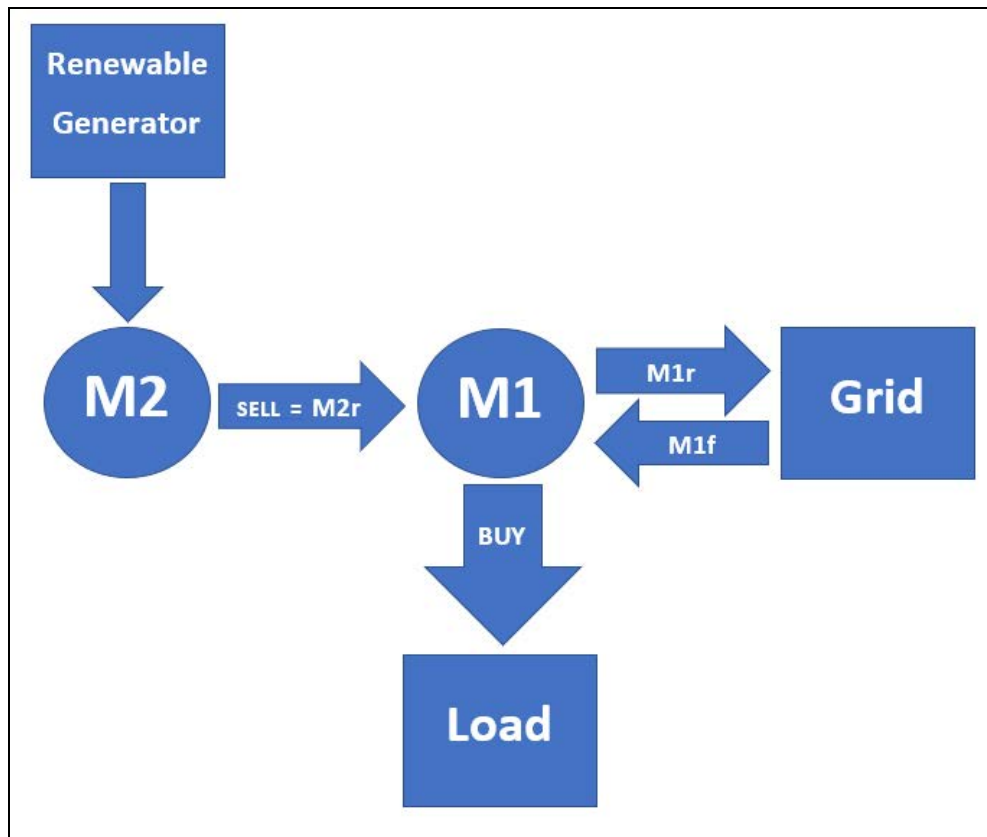 Renewable
Generator
M2
SELL = M2r
M1
M1r
M1f
Grid
BUY
Load